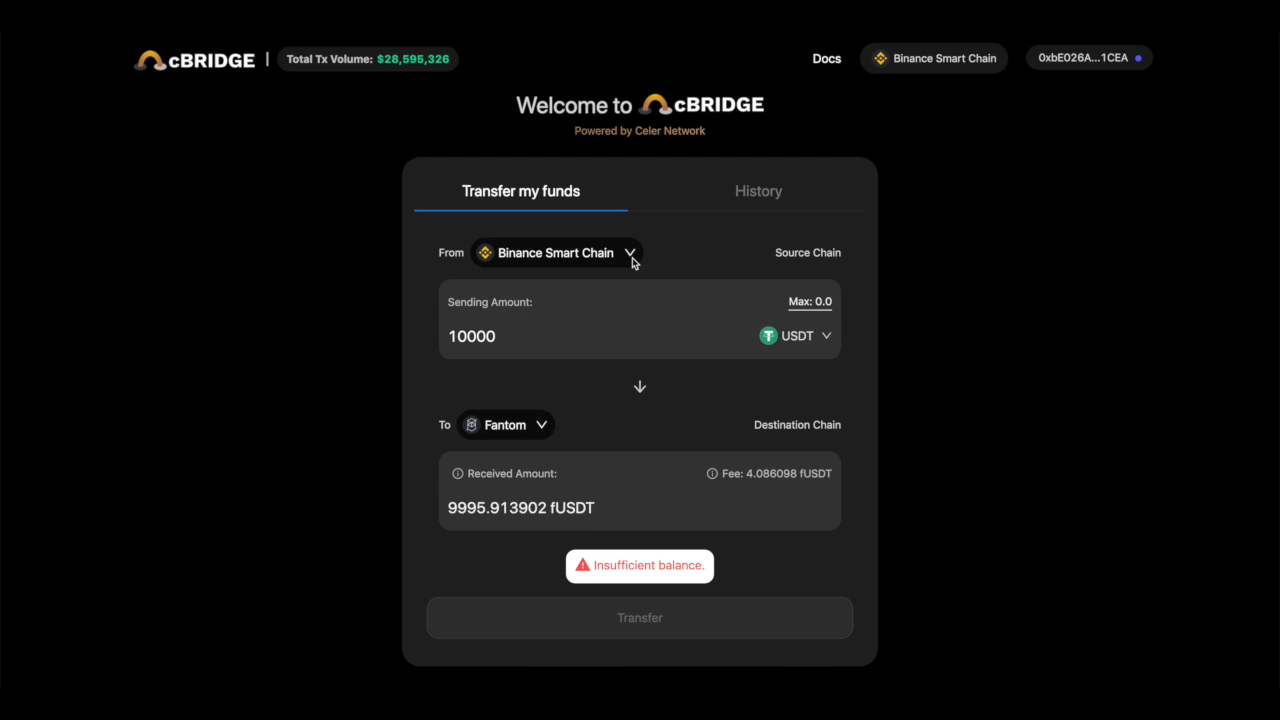 cBRIDGE | Total Tx Volume: $28,595,326 Docs Binance Smart Chain 0xbE026A...1CEA
Welcome to cBRIDGE
Powered by Celer Network
Transfer my funds History
From Binance Smart Chain Source Chain
Sending Amount: Max: 0.0
10000 USDT
To Fantom Destination Chain
Received Amount: Fee: 4.086098 fUSDT
9995.913902 fUSDT
Insufficient balance.
Transfer